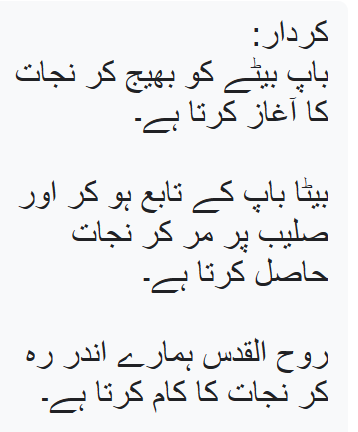 کردار:
باپ بیٹے کو بھیج کر نجات
کا آغاز کرتا ہے۔
بیٹا باپ کے تابع ہو کر اور
صلیب پر مر کر نجات
حاصل کرتا ہے۔
روح القدس ہمارے اندر رہ
کر نجات کا کام کرتا ہے۔